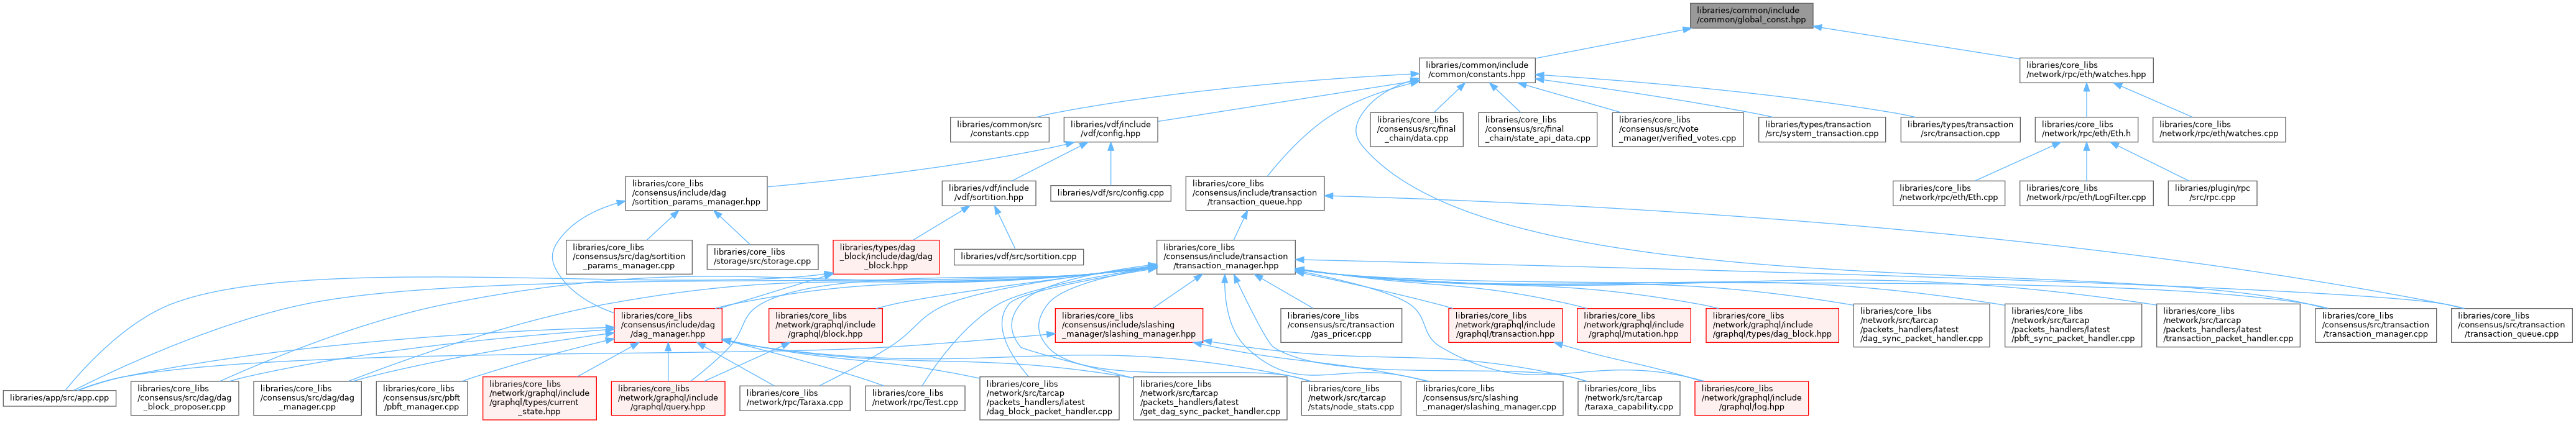 libraries/common/include
/common/global_const.hpp
libraries/common/include
/common/constants.hpp
libraries/core_libs
/network/rpc/eth/watches.hpp
libraries/common/src
/constants.cpp
libraries/vdf/include
/vdf/config.hpp
libraries/core_libs
/consensus/src/final
_chain/data.cpp
libraries/core_libs
/consensus/src/final
_chain/state_api_data.cpp
libraries/core_libs
/consensus/src/vote
_manager/verified_votes.cpp
libraries/types/transaction
/src/system_transaction.cpp
libraries/types/transaction
/src/transaction.cpp
libraries/core_libs
/network/rpc/eth/Eth.h
libraries/core_libs
/network/rpc/eth/watches.cpp
libraries/core_libs
/consensus/include/dag
/sortition_params_manager.hpp
libraries/vdf/include
/vdf/sortition.hpp
libraries/vdf/src/config.cpp
libraries/core_libs
/consensus/include/transaction
/transaction_queue.hpp
libraries/core_libs
/network/rpc/eth/Eth.cpp
libraries/core_libs
/network/rpc/eth/LogFilter.cpp
libraries/plugin/rpc
/src/rpc.cpp
libraries/core_libs
/consensus/src/dag/sortition
_params_manager.cpp
libraries/core_libs
/storage/src/storage.cpp
libraries/types/dag
_block/include/dag/dag
_block.hpp
libraries/vdf/src/sortition.cpp
libraries/core_libs
/consensus/include/transaction
/transaction_manager.hpp
libraries/core_libs
/consensus/include/dag
/dag_manager.hpp
libraries/core_libs
/network/graphql/include
/graphql/block.hpp
libraries/core_libs
/consensus/include/slashing
_manager/slashing_manager.hpp
libraries/core_libs
/consensus/src/transaction
/gas_pricer.cpp
libraries/core_libs
/network/graphql/include
/graphql/transaction.hpp
libraries/core_libs
/network/graphql/include
/graphql/mutation.hpp
libraries/core_libs
/network/graphql/include
/graphql/types/dag_block.hpp
libraries/core_libs
/network/src/tarcap
/packets_handlers/latest
/dag_sync_packet_handler.cpp
libraries/core_libs
/network/src/tarcap
/packets_handlers/latest
/pbft_sync_packet_handler.cpp
libraries/core_libs
/network/src/tarcap
/packets_handlers/latest
/transaction_packet_handler.cpp
libraries/core_libs
/consensus/src/transaction
/transaction_manager.cpp
libraries/core_libs
/consensus/src/transaction
/transaction_queue.cpp
libraries/app/src/app.cpp
libraries/core_libs
/consensus/src/dag/dag
_block_proposer.cpp
libraries/core_libs
/consensus/src/dag/dag
_manager.cpp
libraries/core_libs
/consensus/src/pbft
/pbft_manager.cpp
libraries/core_libs
/network/graphql/include
/graphql/types/current
_state.hpp
libraries/core_libs
/network/graphql/include
/graphql/query.hpp
libraries/core_libs
/network/rpc/Taraxa.cpp
libraries/core_libs
/network/rpc/Test.cpp
libraries/core_libs
/network/src/tarcap
/packets_handlers/latest
/dag_block_packet_handler.cpp
libraries/core_libs
/network/src/tarcap
/packets_handlers/latest
/get_dag_sync_packet_handler.cpp
libraries/core_libs
/network/src/tarcap
/stats/node_stats.cpp
libraries/core_libs
/consensus/src/slashing
_manager/slashing_manager.cpp
libraries/core_libs
/network/src/tarcap
/taraxa_capability.cpp
libraries/core_libs
/network/graphql/include
/graphql/log.hpp